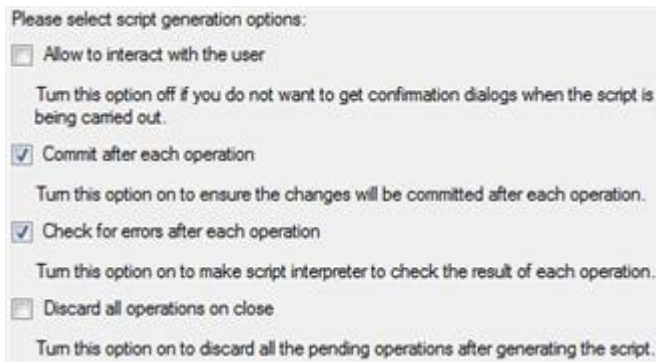 Please select script generation options:
Allow to interact with the user
Turn this option off if you do not want to get confirmation dialogs when the script is
being carried out.
Commit after each operation
Turn this option on to ensure the changes will be committed after each operation.
Check for errors after each operation
Turn this option on to make script interpreter to check the result of each operation.
Discard all operations on close
Turn this option on to discard all the pending operations after generating the script.